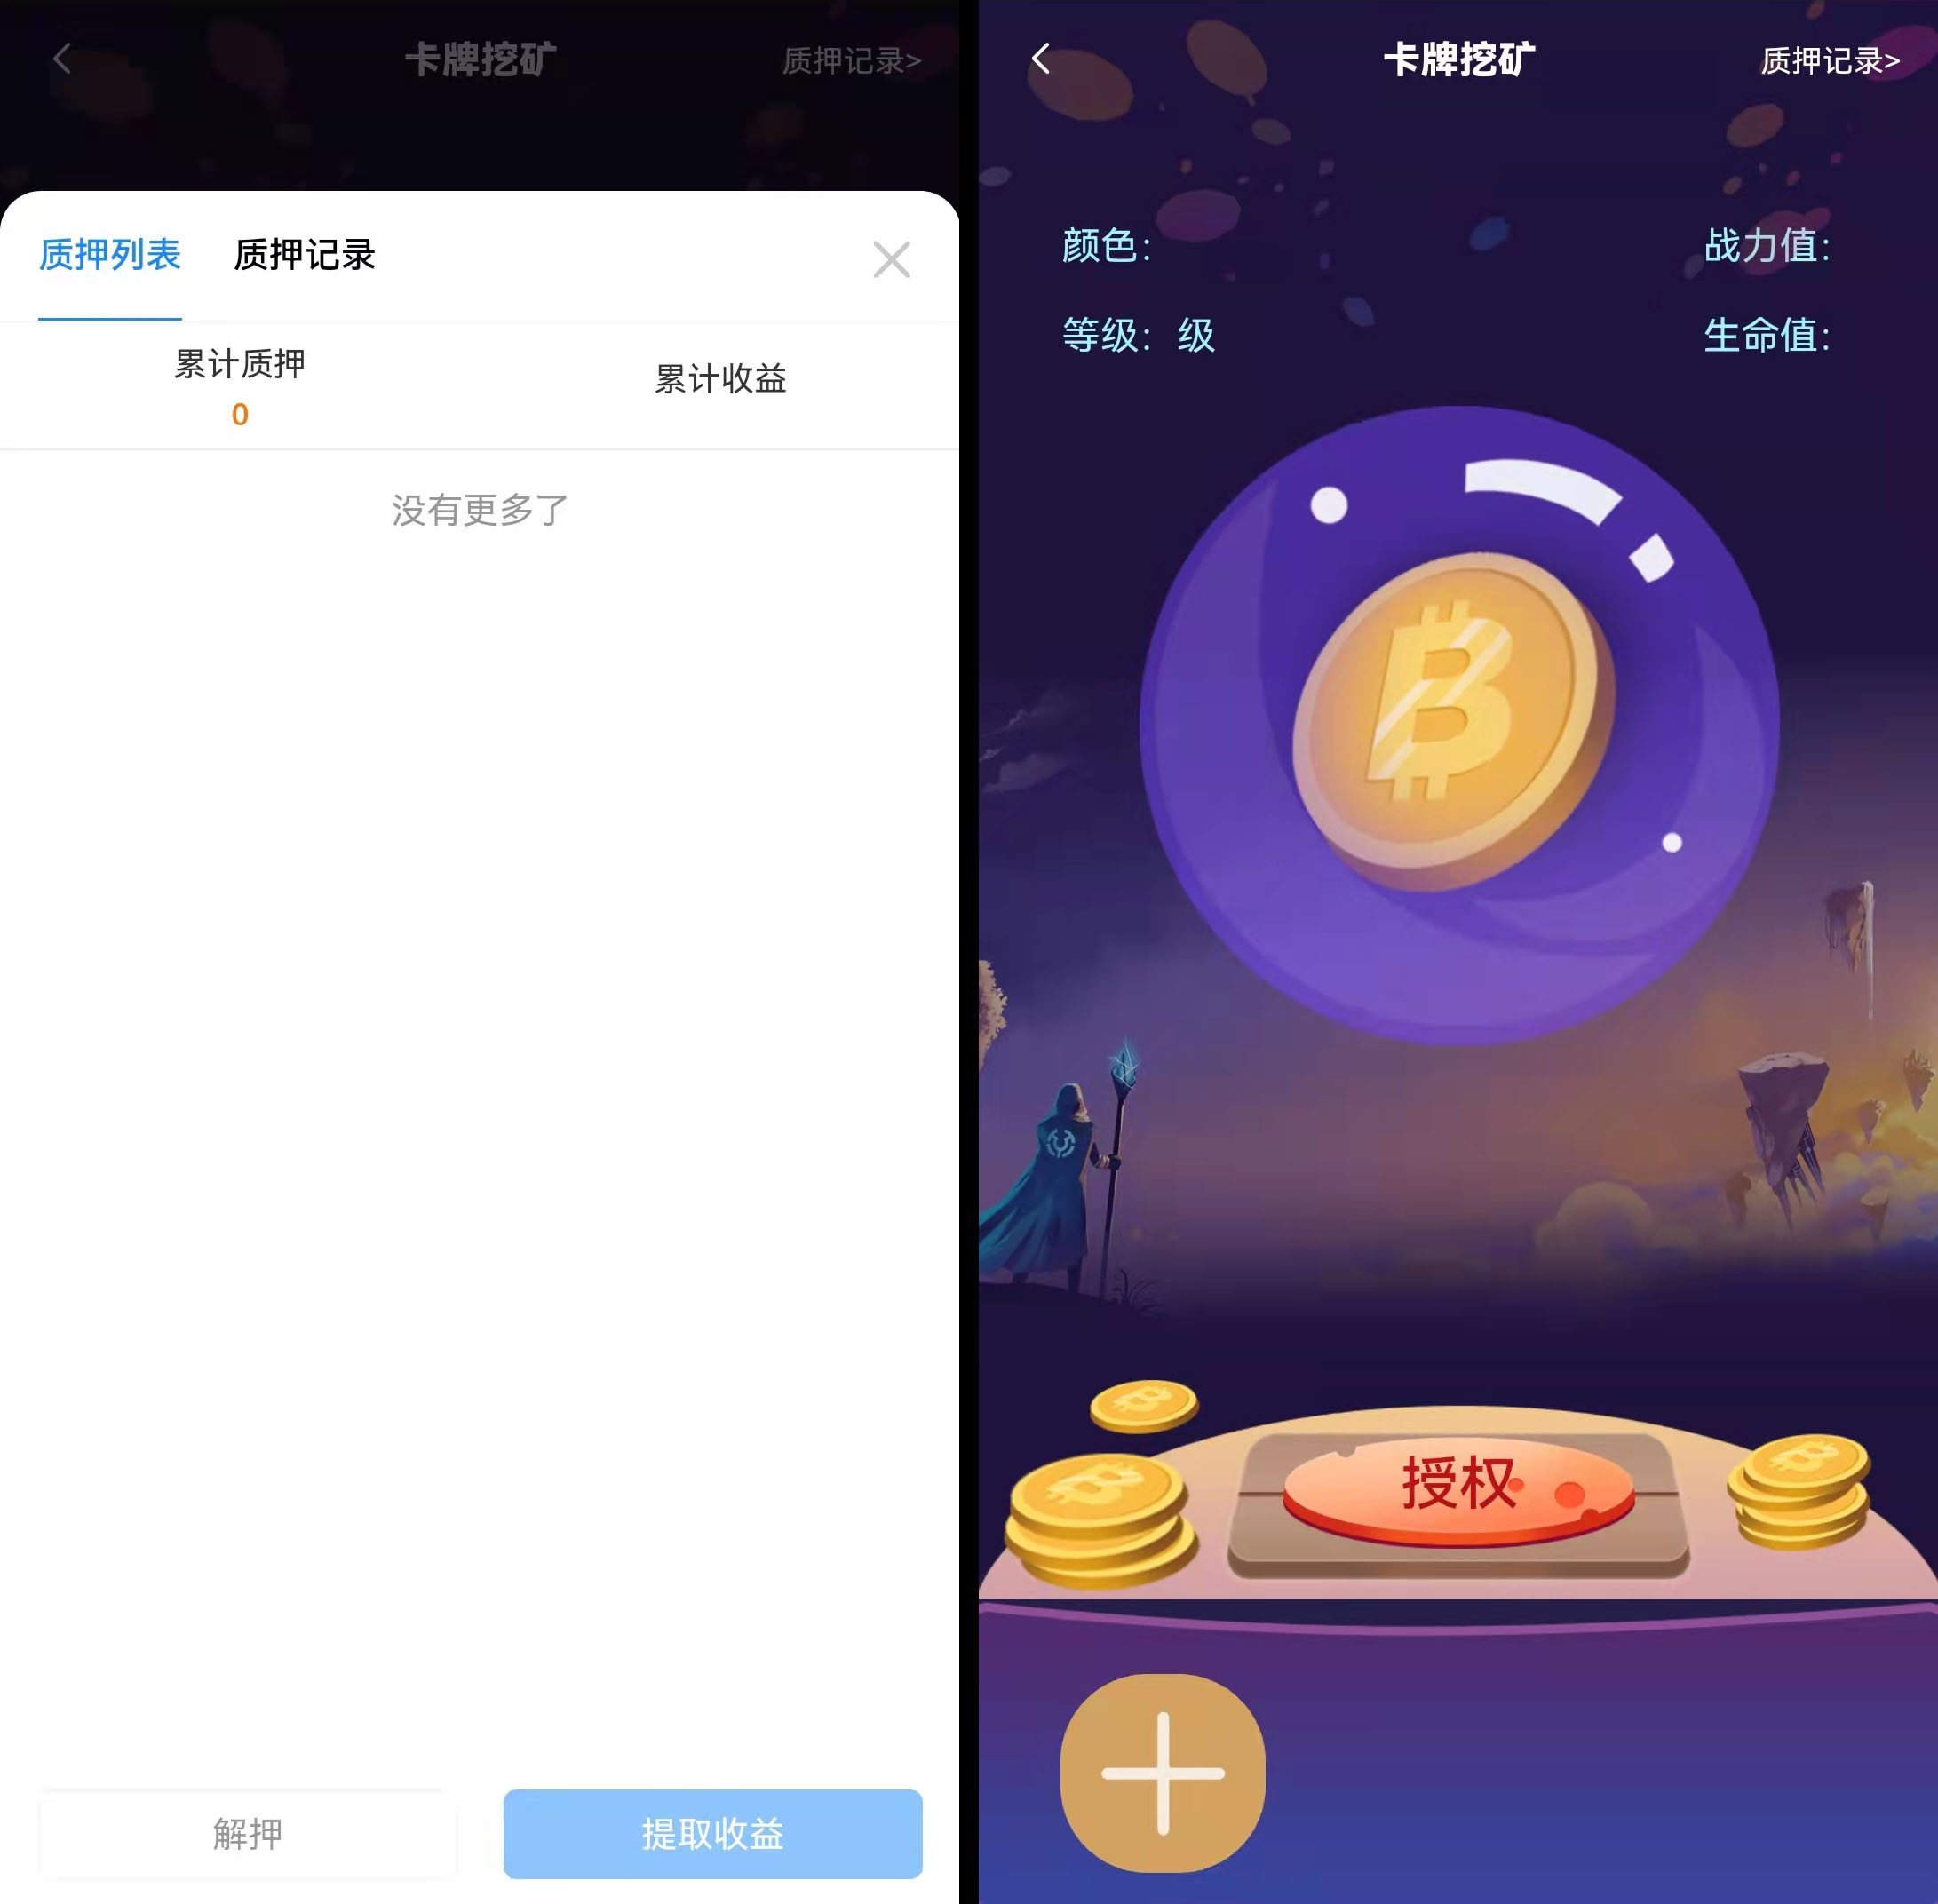 卡牌挖矿
质押记录>
质押列表
质押记录
累计质押
0
累计收益
没有更多了
解押
提取收益
卡牌挖矿
质押记录>
颜色:
战力值:
等级: 级
生命值:
授权